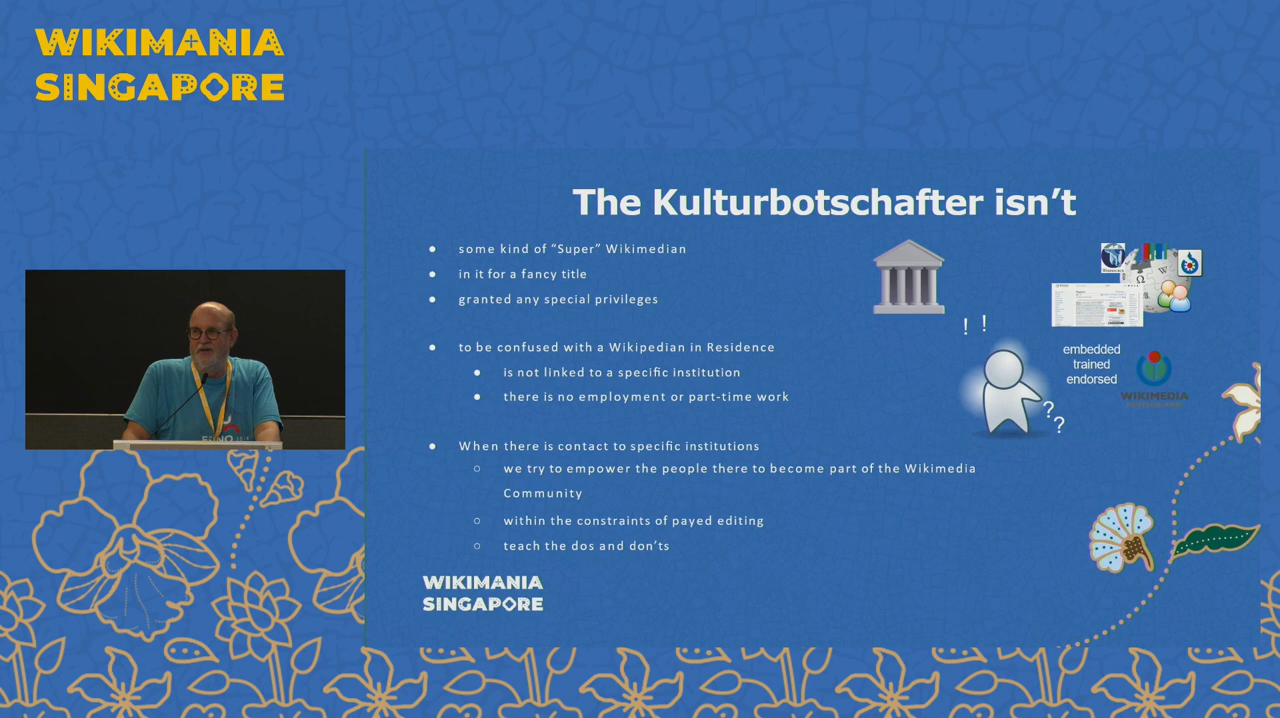 WIKIMANIA
SINGAPORE
The Kulturbotschafter isn't
● some kind of “Super” Wikimedian
● in it for a fancy title
● granted any special privileges
● to be confused with a Wikipedian in Residence
● is not linked to a specific institution
● there is no employment or part-time work
● When there is contact to specific institutions
○ we try to empower the people there to become part of the Wikimedia
Community
○ within the constraints of payed editing
○ teach the dos and don'ts
! !
? ?
embedded
trained
endorsed
WIKIMEDIA
WIKIMANIA
SINGAPORE